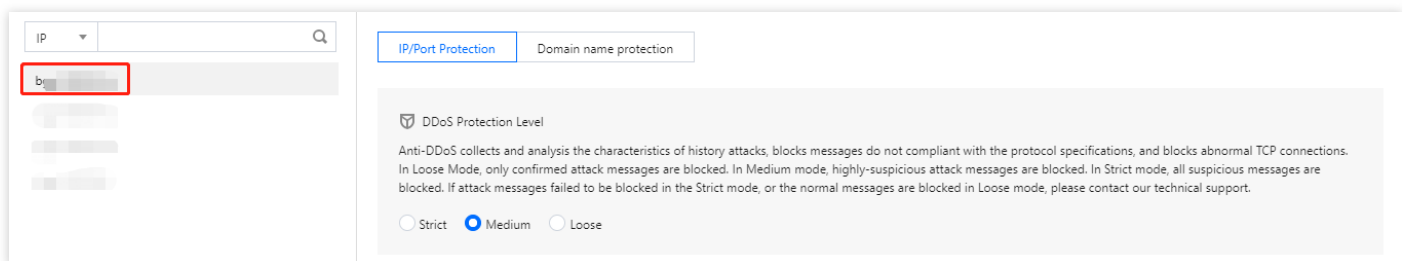 IP
IP/Port Protection
Domain name protection
DDoS Protection Level
Anti-DDoS collects and analysis the characteristics of history attacks, blocks messages do not compliant with the protocol specifications, and blocks abnormal TCP connections.
In Loose Mode, only confirmed attack messages are blocked. In Medium mode, highly-suspicious attack messages are blocked. In Strict mode, all suspicious messages are
blocked. If attack messages failed to be blocked in the Strict mode, or the normal messages are blocked in Loose mode, please contact our technical support.
Strict Medium Loose